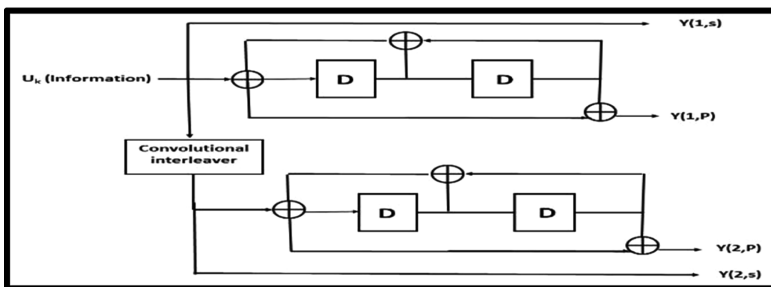 Y(1,s)
Uk (Information)
D
D
Y(1,P)
Convolutional
interleaver
D
D
Y(2,P)
Y(2,s)